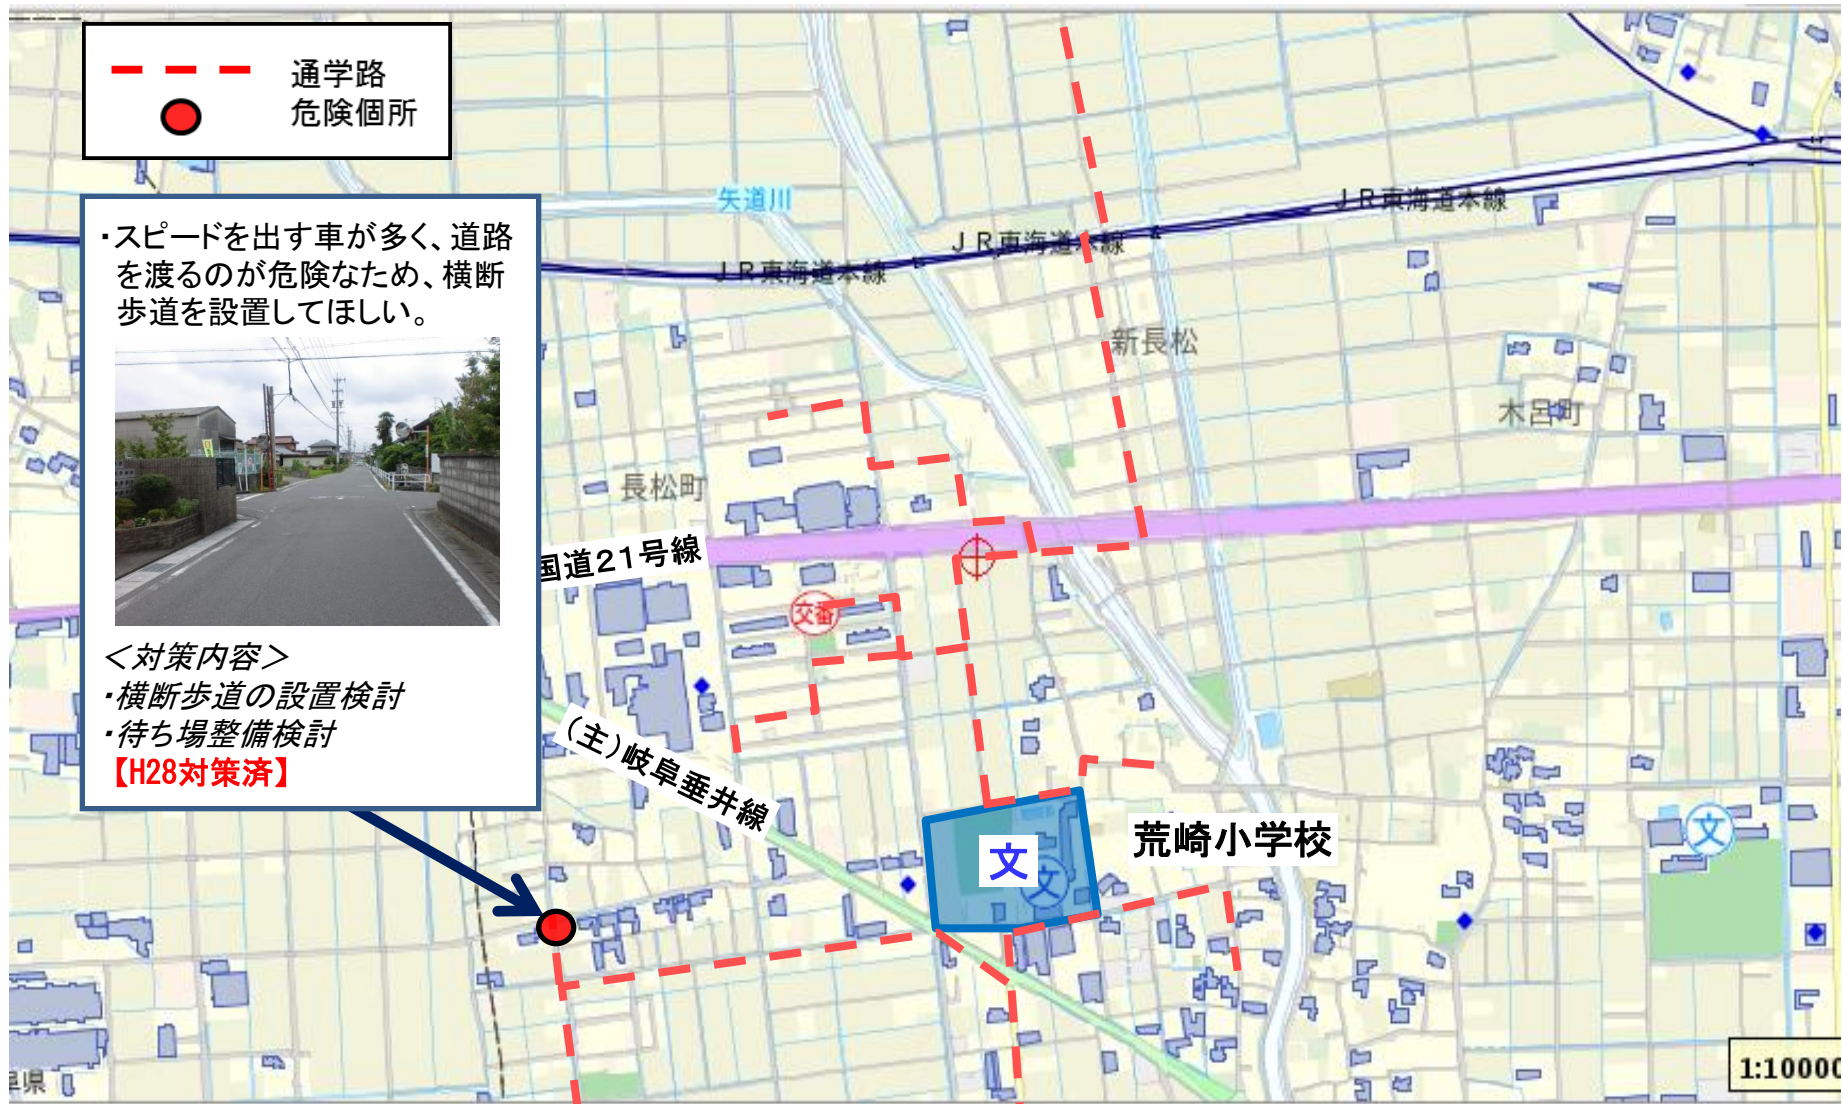 通学路
危険個所
・スピードを出す車が多く、道路
を渡るのが危険なため、横断
歩道を設置してほしい。
＜対策内容＞
・横断歩道の設置検討
・待ち場整備検討
【H28対策済】
矢道川
ＪＲ東海道本線
ＪＲ東海道本線
ＪＲ東海道本線
新長松
木呂町
長松町
国道２１号線
交番
（主）岐阜垂井線
文
文
荒崎小学校
文
県
1:10000